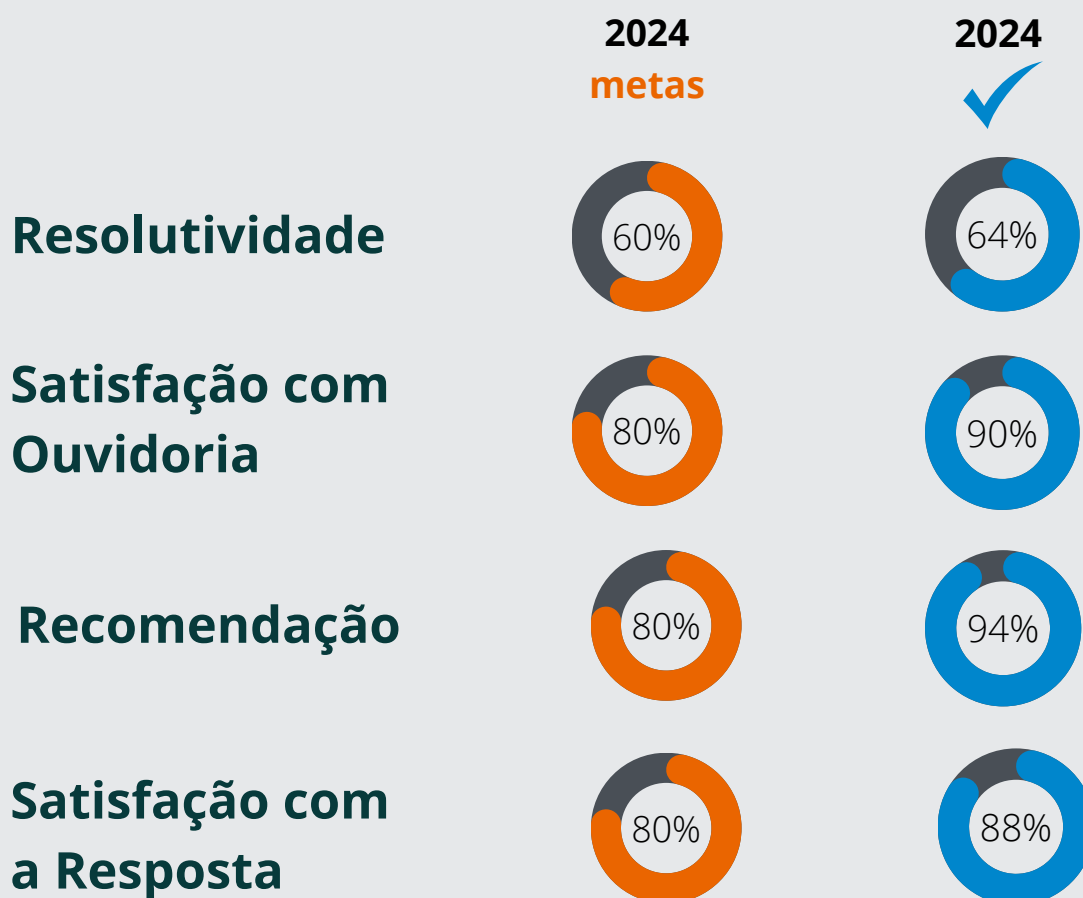 2024 2024
metas
Resolutividade 60% 64%
Satisfação com
Ouvidoria 80% 90%
Recomendação 80% 94%
Satisfação com
a Resposta 80% 88%